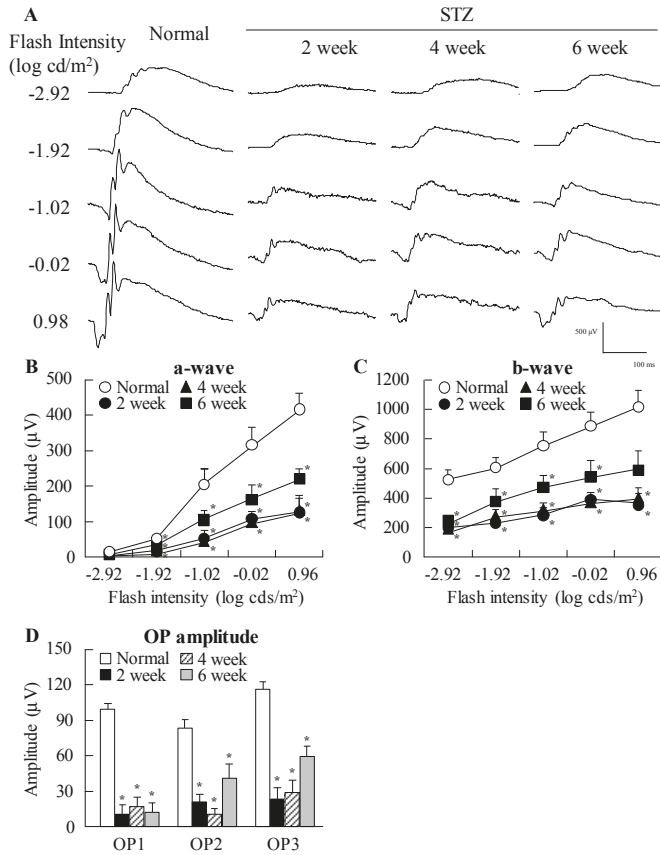 A
STZ
Flash Intensity
(log cd/m²)
Normal
2 week
4 week
6 week
-2.92
-1.92
-1.02
-0.02
0.98
500 μV
100 ms
B
a-wave
Normal
4 week
2 week
6 week
Amplitude (μV)
500
400
300
200
100
0
* * * * * * * * * * *
-2.92 -1.92 -1.02 -0.02 0.96
Flash intensity (log cds/m²)
C
b-wave
Normal
4 week
2 week
6 week
Amplitude (μV)
1200
1000
800
600
400
200
0
* * * * * * * * * * * * * *
-2.92 -1.92 -1.02 -0.02 0.96
Flash intensity (log cds/m²)
D
OP amplitude
Normal
4 week
2 week
6 week
Amplitude (μV)
150
120
90
60
30
0
* * * * * * * * *
OP1 OP2 OP3